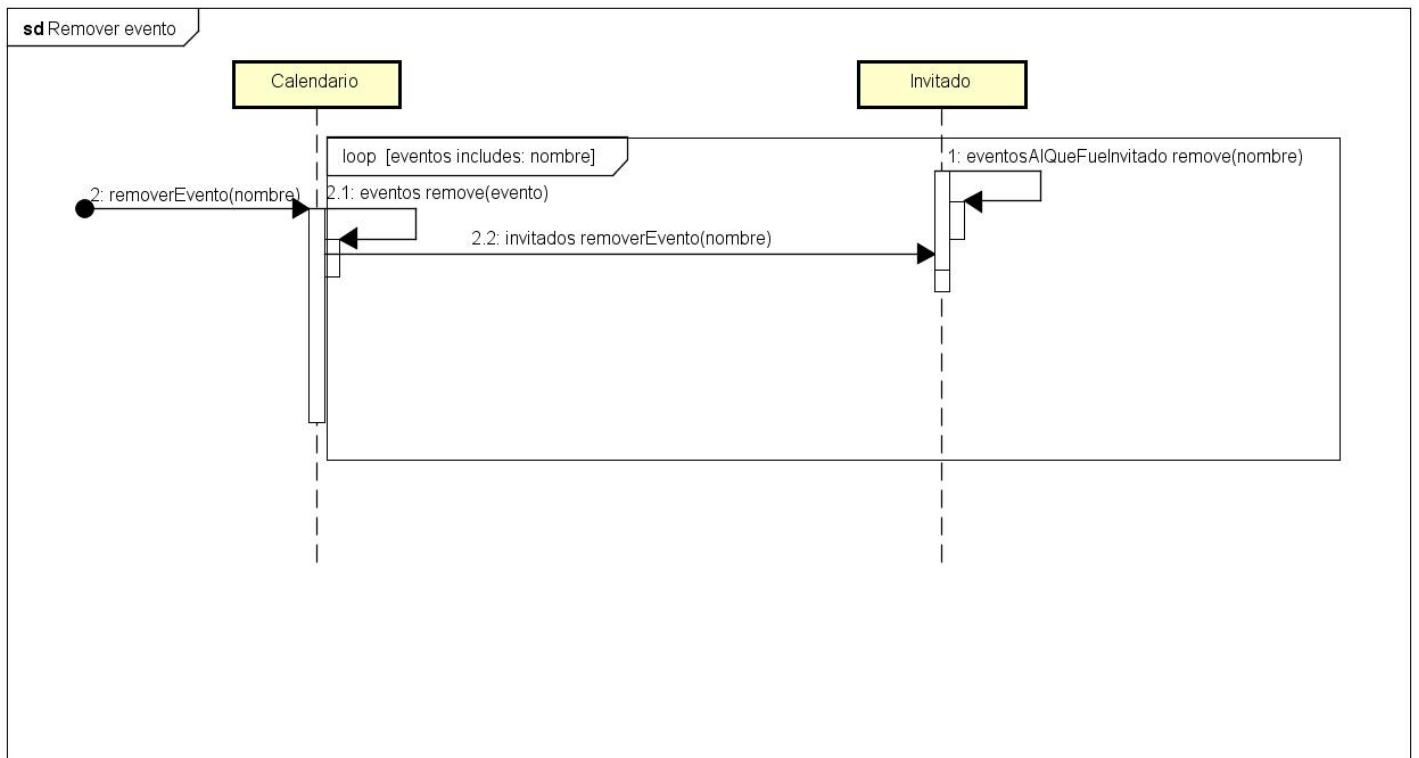 sd Remover evento
Calendario
Invitado
loop [eventos includes: nombre]
1: eventosAlQueFueInvitado remove(nombre)
2: removerEvento(nombre)
2.1: eventos remove(evento)
2.2: invitados removerEvento(nombre)